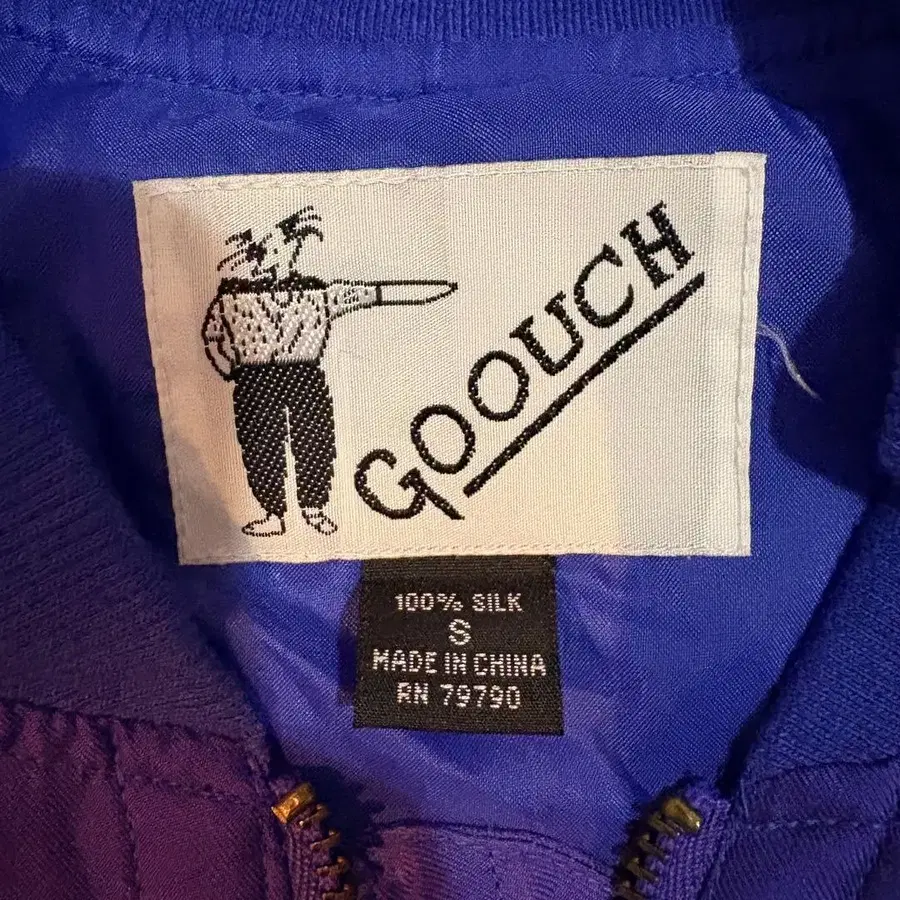 GOOUCH
100% SILK
S
MADE IN CHINA
RN 79790